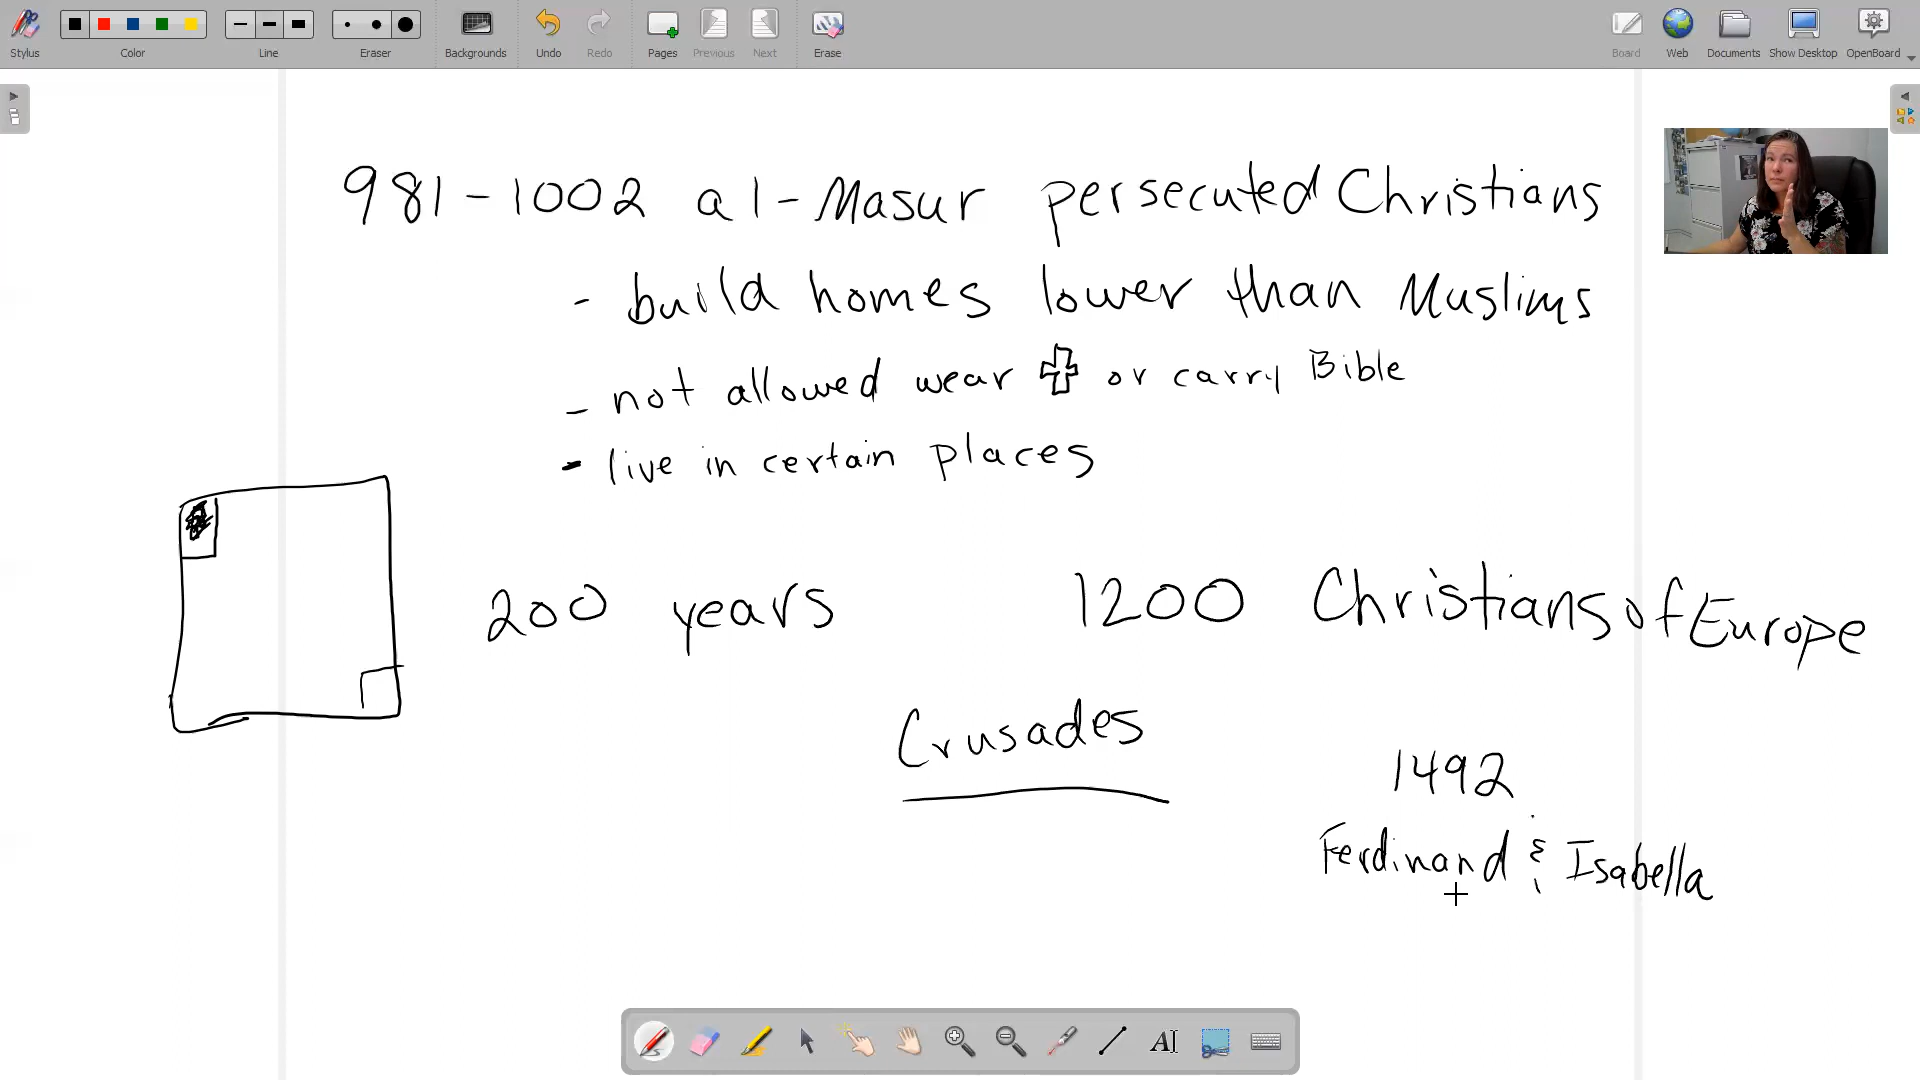 Stylus Color Line Eraser Backgrounds Undo Redo Pages Previous Next Erase Board Web Documents Show Desktop OpenBoard
981-1002 al-Masur persecuted Christians
- build homes lower than Muslims
- not allowed wear or carry Bible
- live in certain places
200 years 1200 Christians of Europe
Crusades
1492
Ferdinand & Isabella
AI